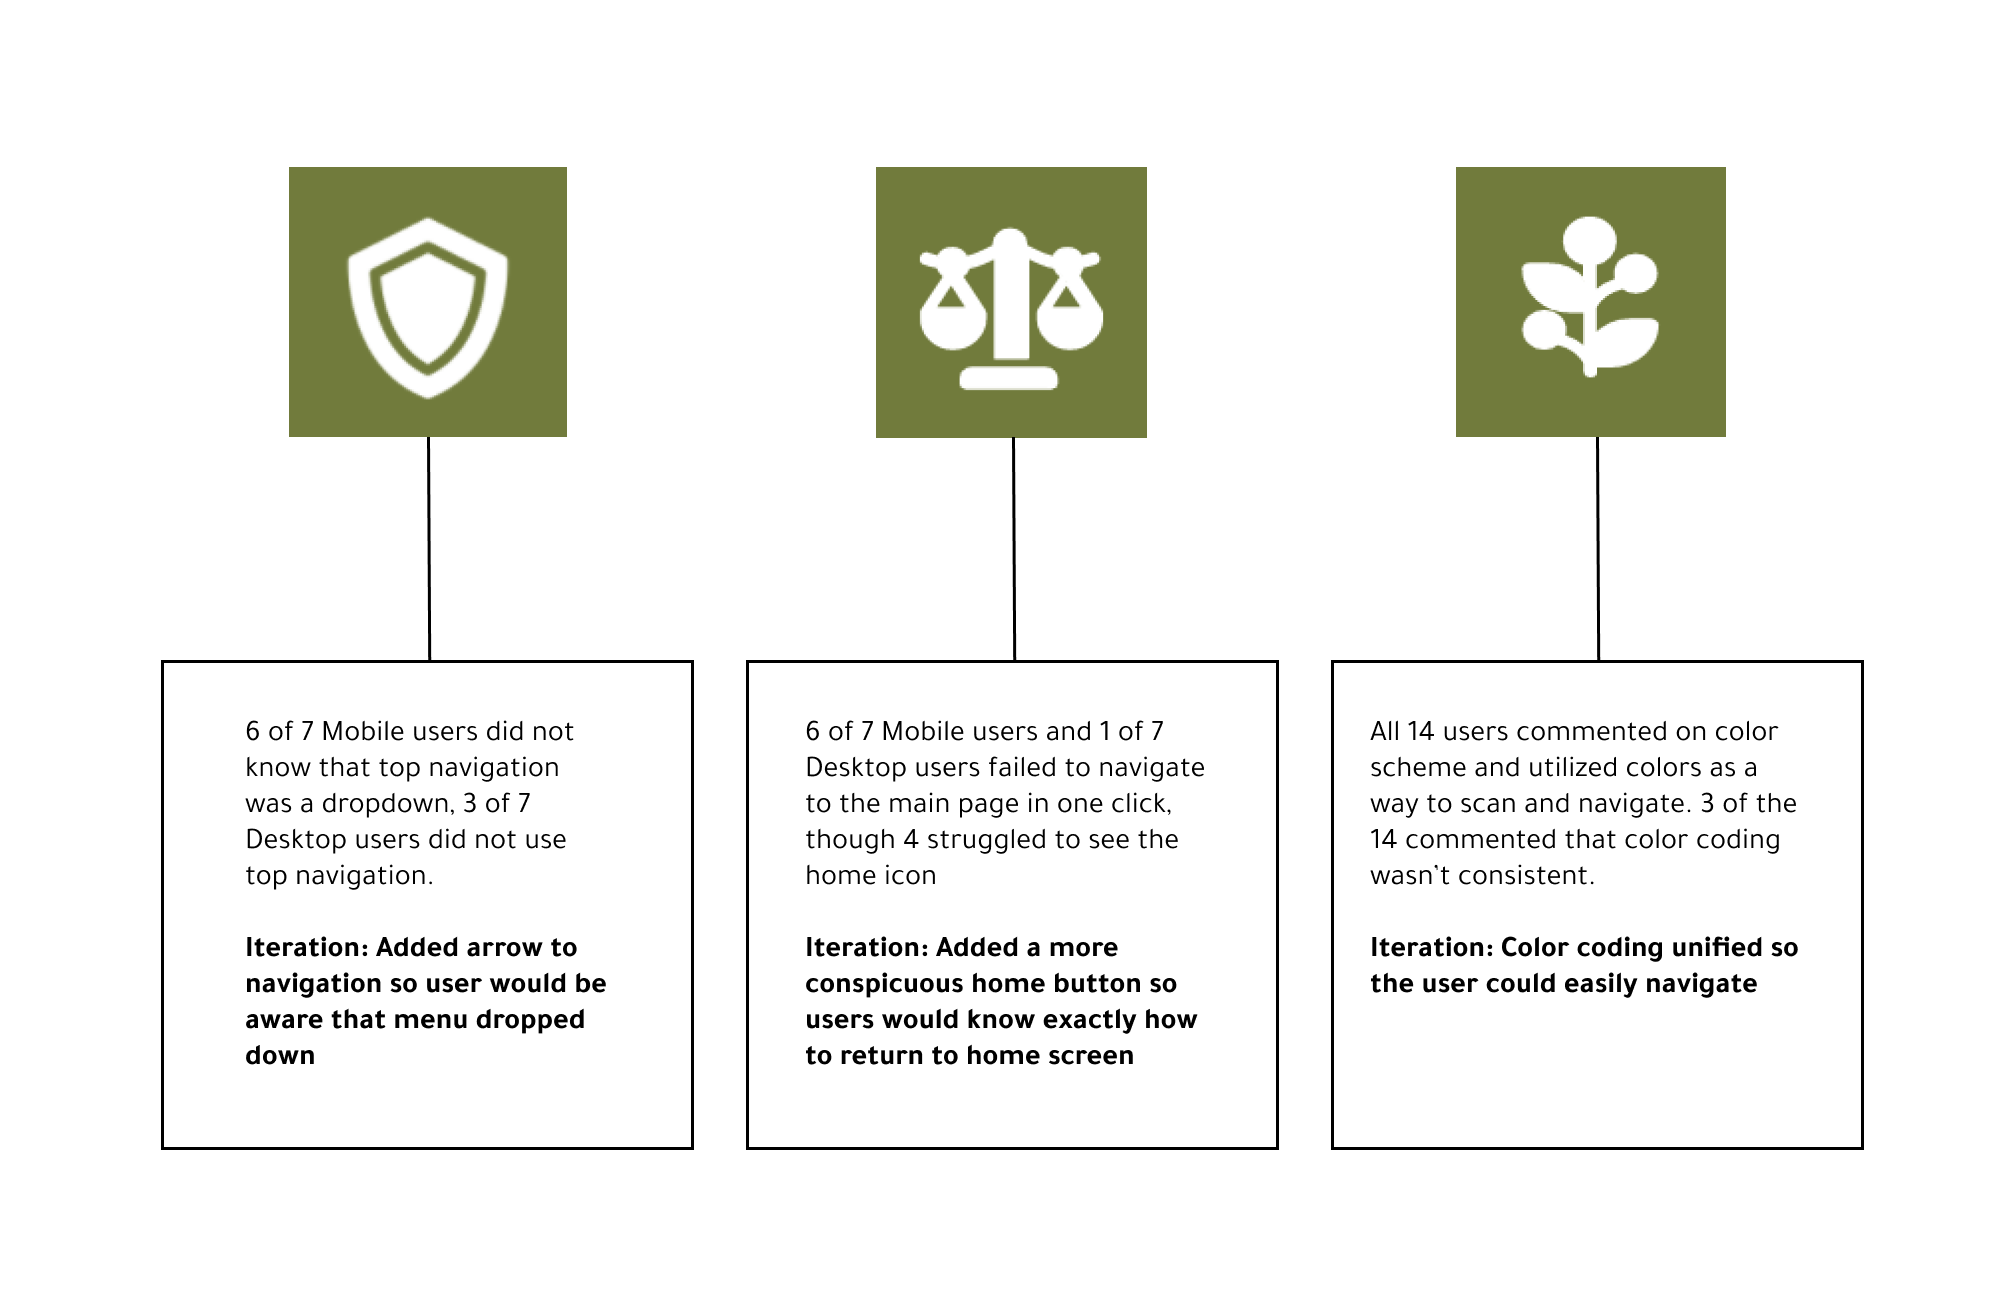 6 of 7 Mobile users did not
know that top navigation
was a dropdown, 3 of 7
Desktop users did not use
top navigation.
Iteration: Added arrow to
navigation so user would be
aware that menu dropped
down
6 of 7 Mobile users and 1 of 7
Desktop users failed to navigate
to the main page in one click,
though 4 struggled to see the
home icon
Iteration: Added a more
conspicuous home button so
users would know exactly how
to return to home screen
All 14 users commented on color
scheme and utilized colors as a
way to scan and navigate. 3 of the
14 commented that color coding
wasn’t consistent.
Iteration: Color coding unified so
the user could easily navigate